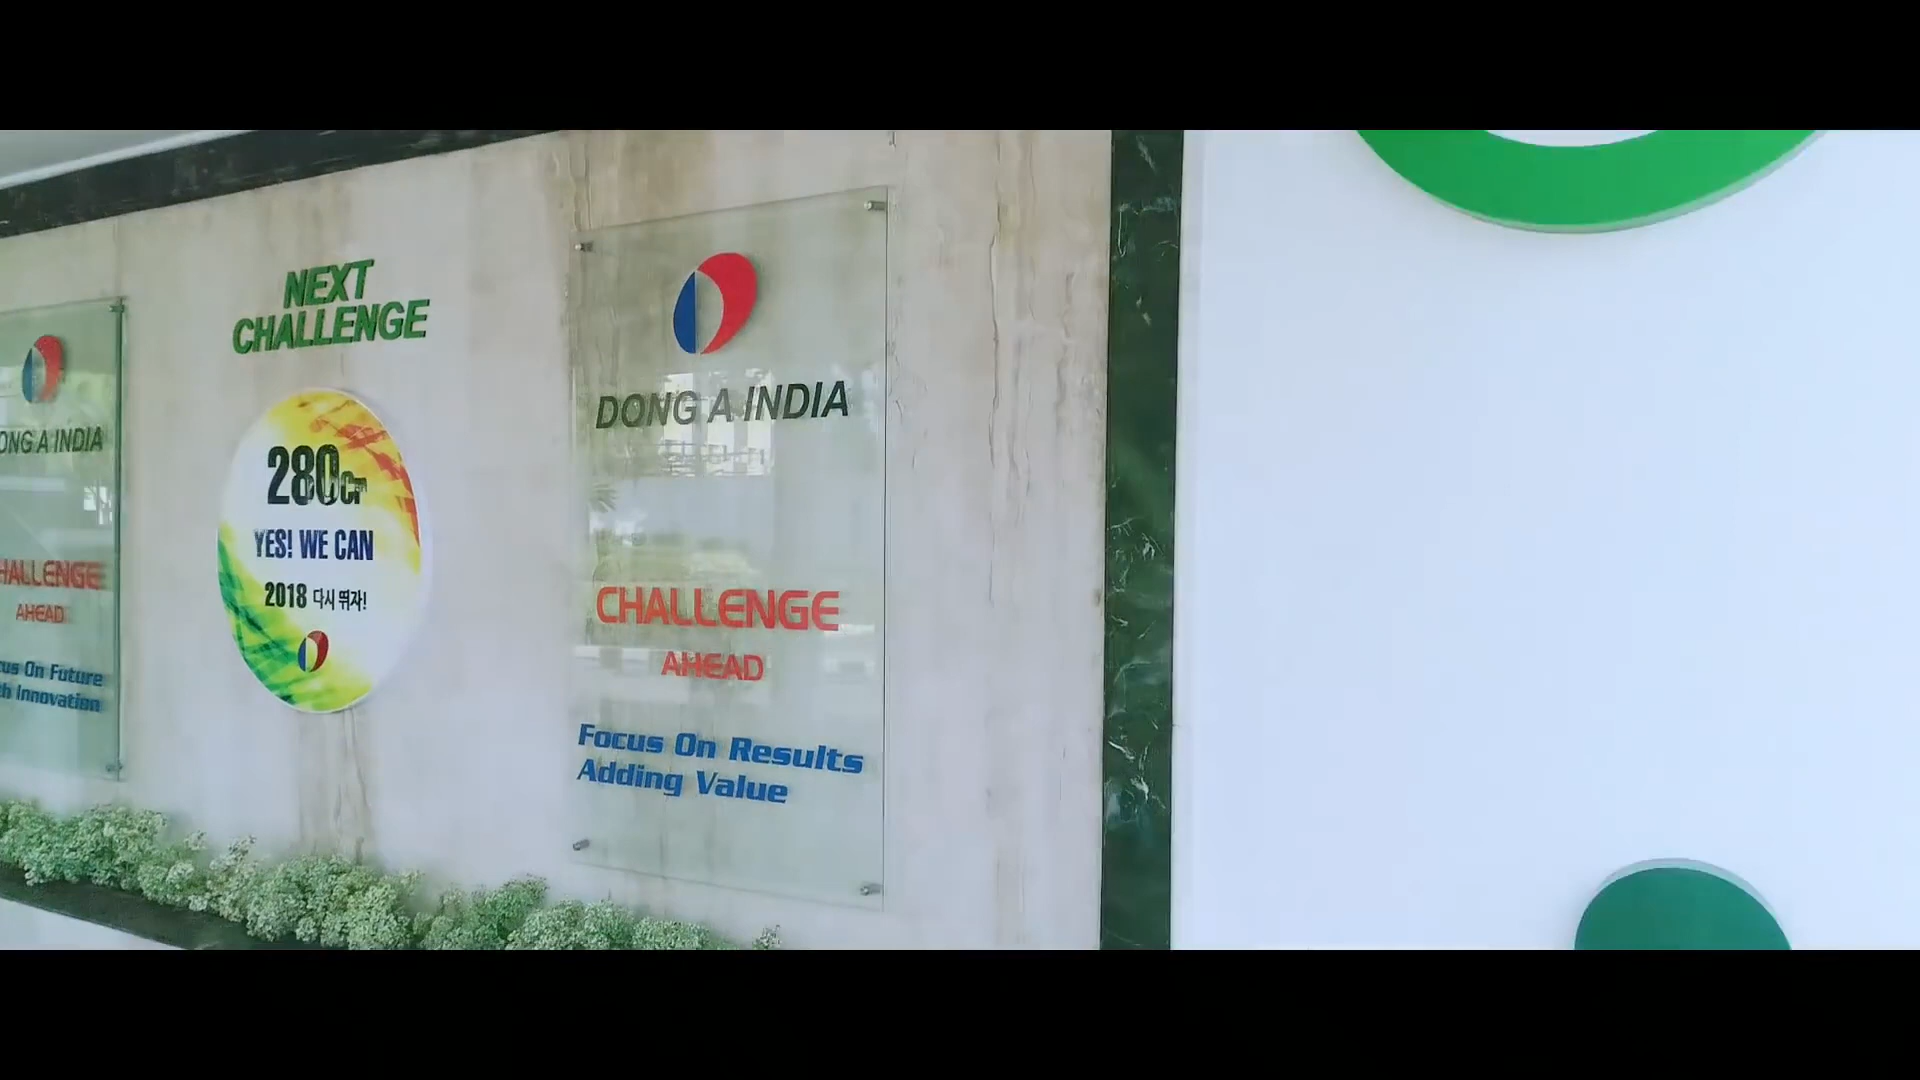 ONG A INDIA
HALLENGE
AHEAD
us On Future
th Innovation
NEXT
CHALLENGE
280Cr
YES! WE CAN
2018 다시 뛰자!
DONG A INDIA
CHALLENGE
AHEAD
Focus On Results
Adding Value